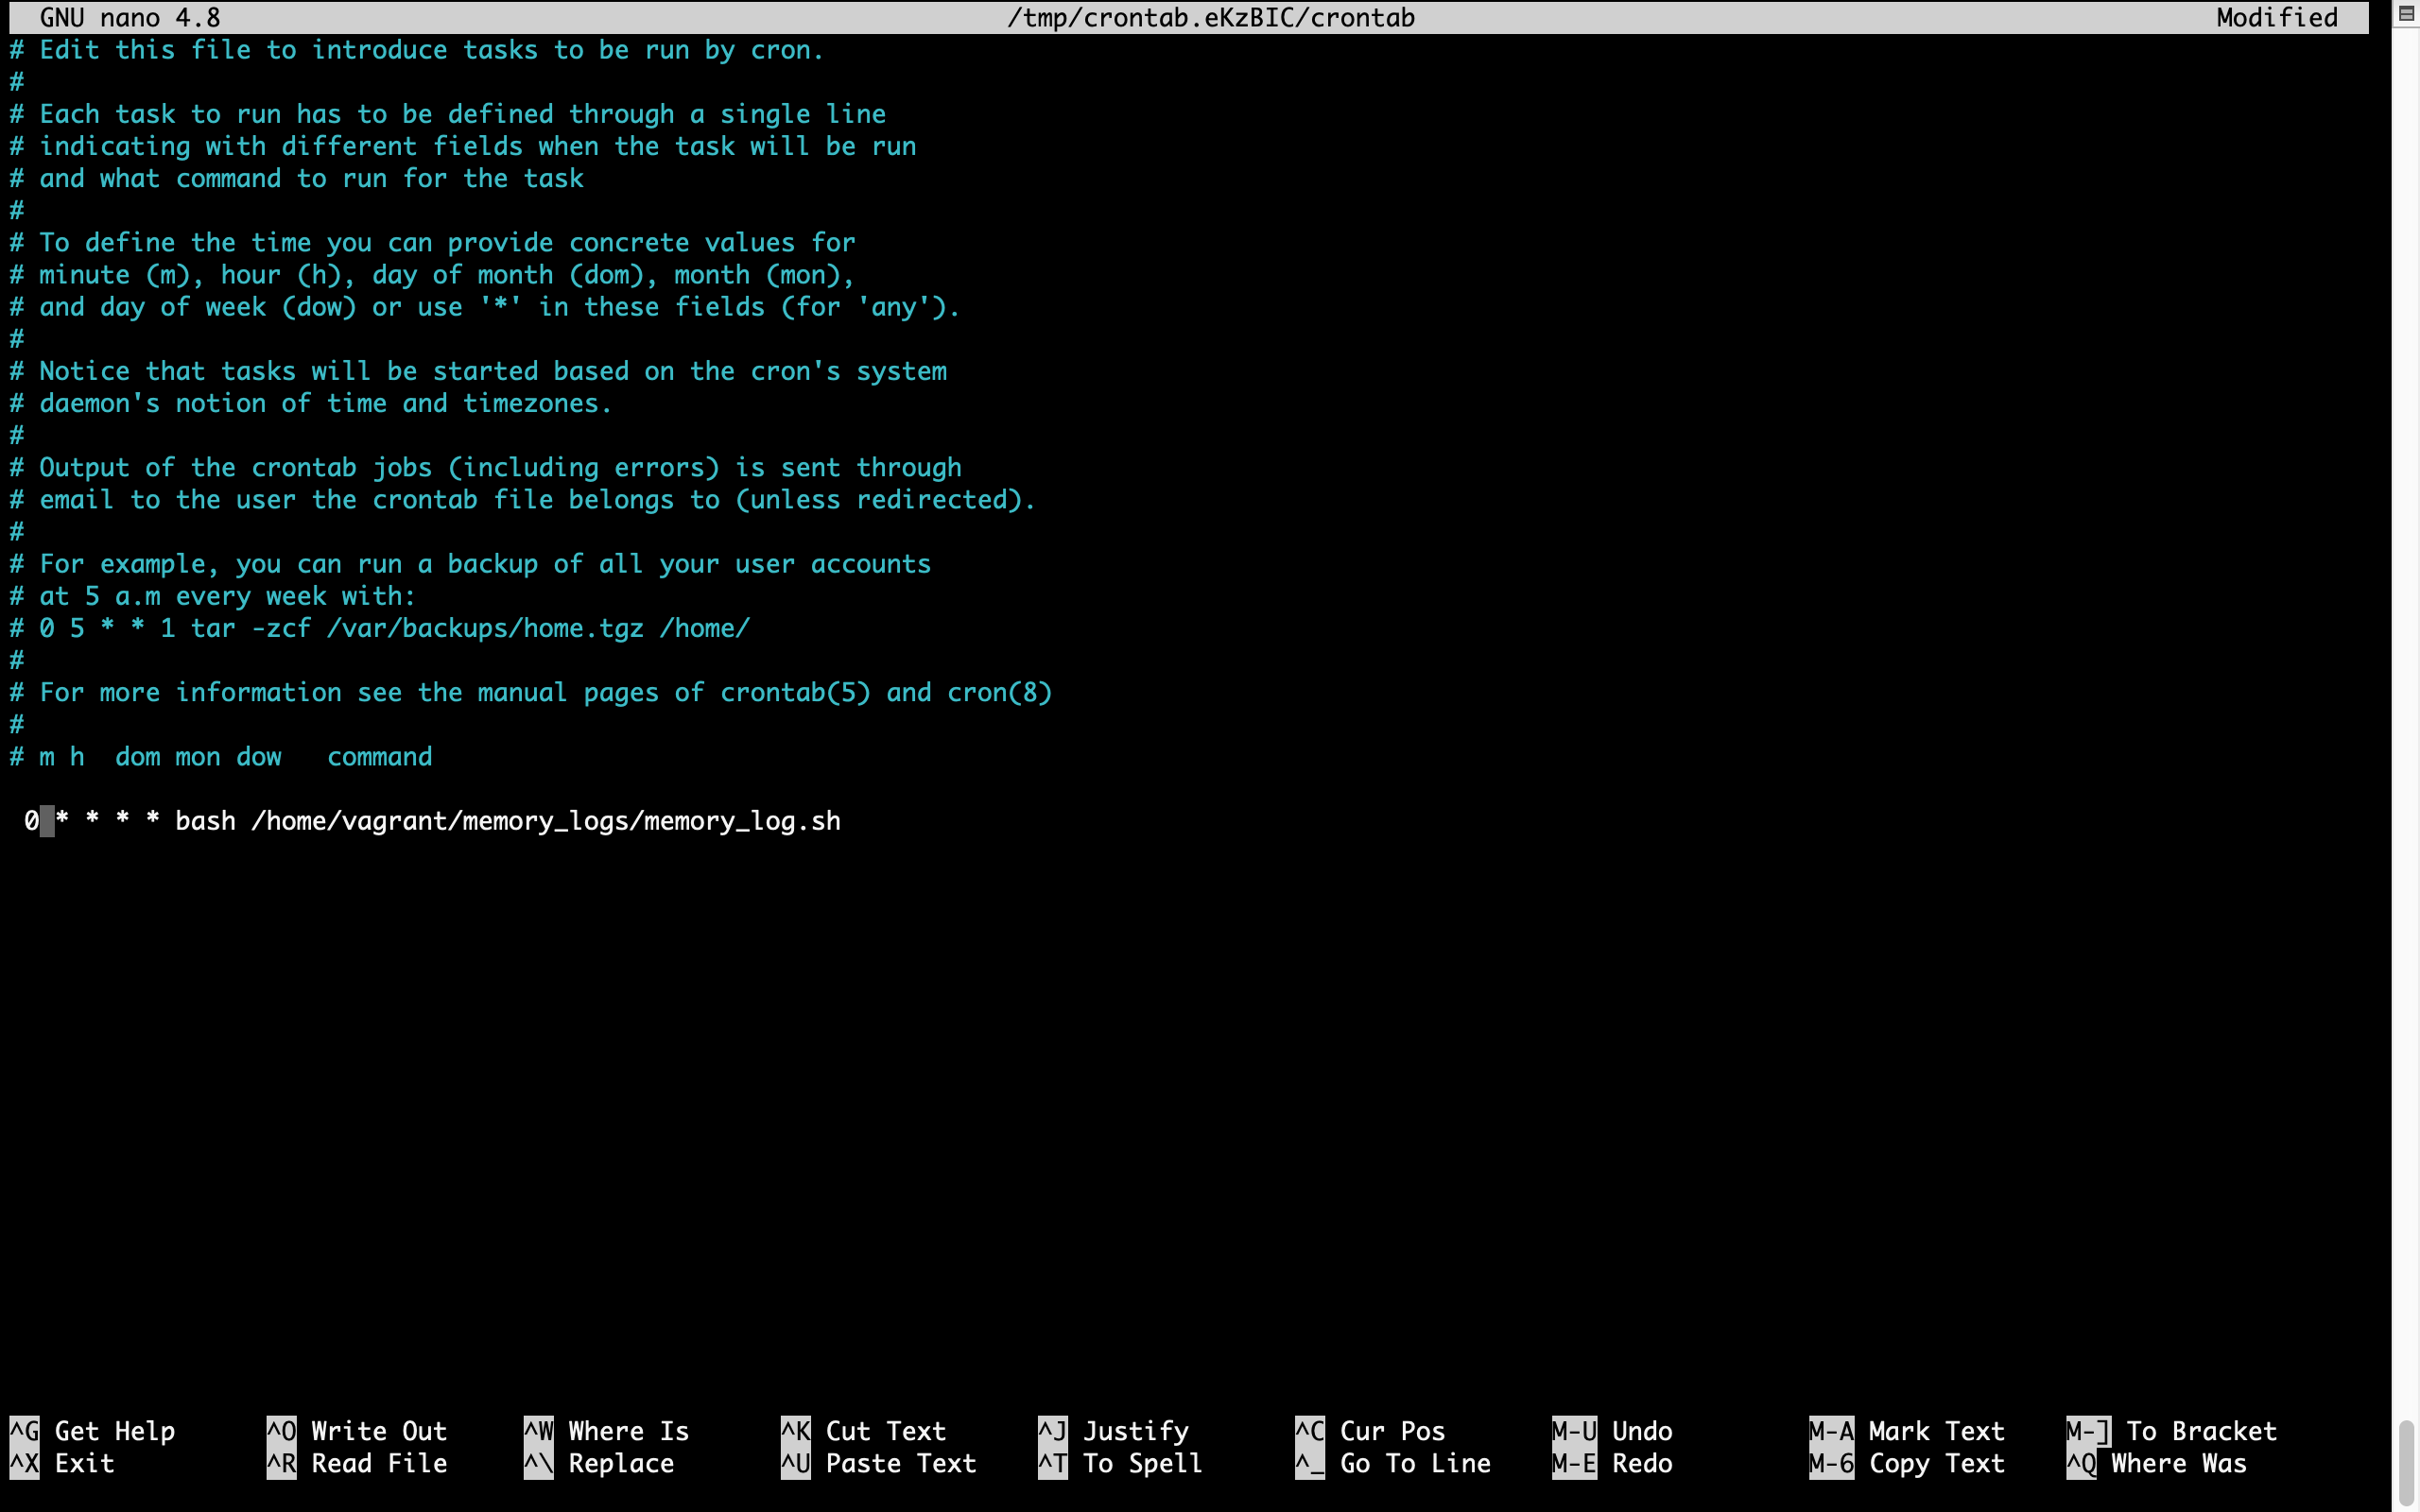 GNU nano 4.8 /tmp/crontab.eKzBIC/crontab Modified
# Edit this file to introduce tasks to be run by cron.
#
# Each task to run has to be defined through a single line
# indicating with different fields when the task will be run
# and what command to run for the task
#
# To define the time you can provide concrete values for
# minute (m), hour (h), day of month (dom), month (mon),
# and day of week (dow) or use '*' in these fields (for 'any').
#
# Notice that tasks will be started based on the cron's system
# daemon's notion of time and timezones.
#
# Output of the crontab jobs (including errors) is sent through
# email to the user the crontab file belongs to (unless redirected).
#
# For example, you can run a backup of all your user accounts
# at 5 a.m every week with:
# 0 5 * * 1 tar -zcf /var/backups/home.tgz /home/
#
# For more information see the manual pages of crontab(5) and cron(8)
#
# m h  dom mon dow   command
0 * * * * bash /home/vagrant/memory_logs/memory_log.sh
^G Get Help ^O Write Out ^W Where Is ^K Cut Text ^J Justify ^C Cur Pos M-U Undo M-A Mark Text M-] To Bracket
^X Exit ^R Read File ^\ Replace ^U Paste Text ^T To Spell ^_ Go To Line M-E Redo M-6 Copy Text ^Q Where Was